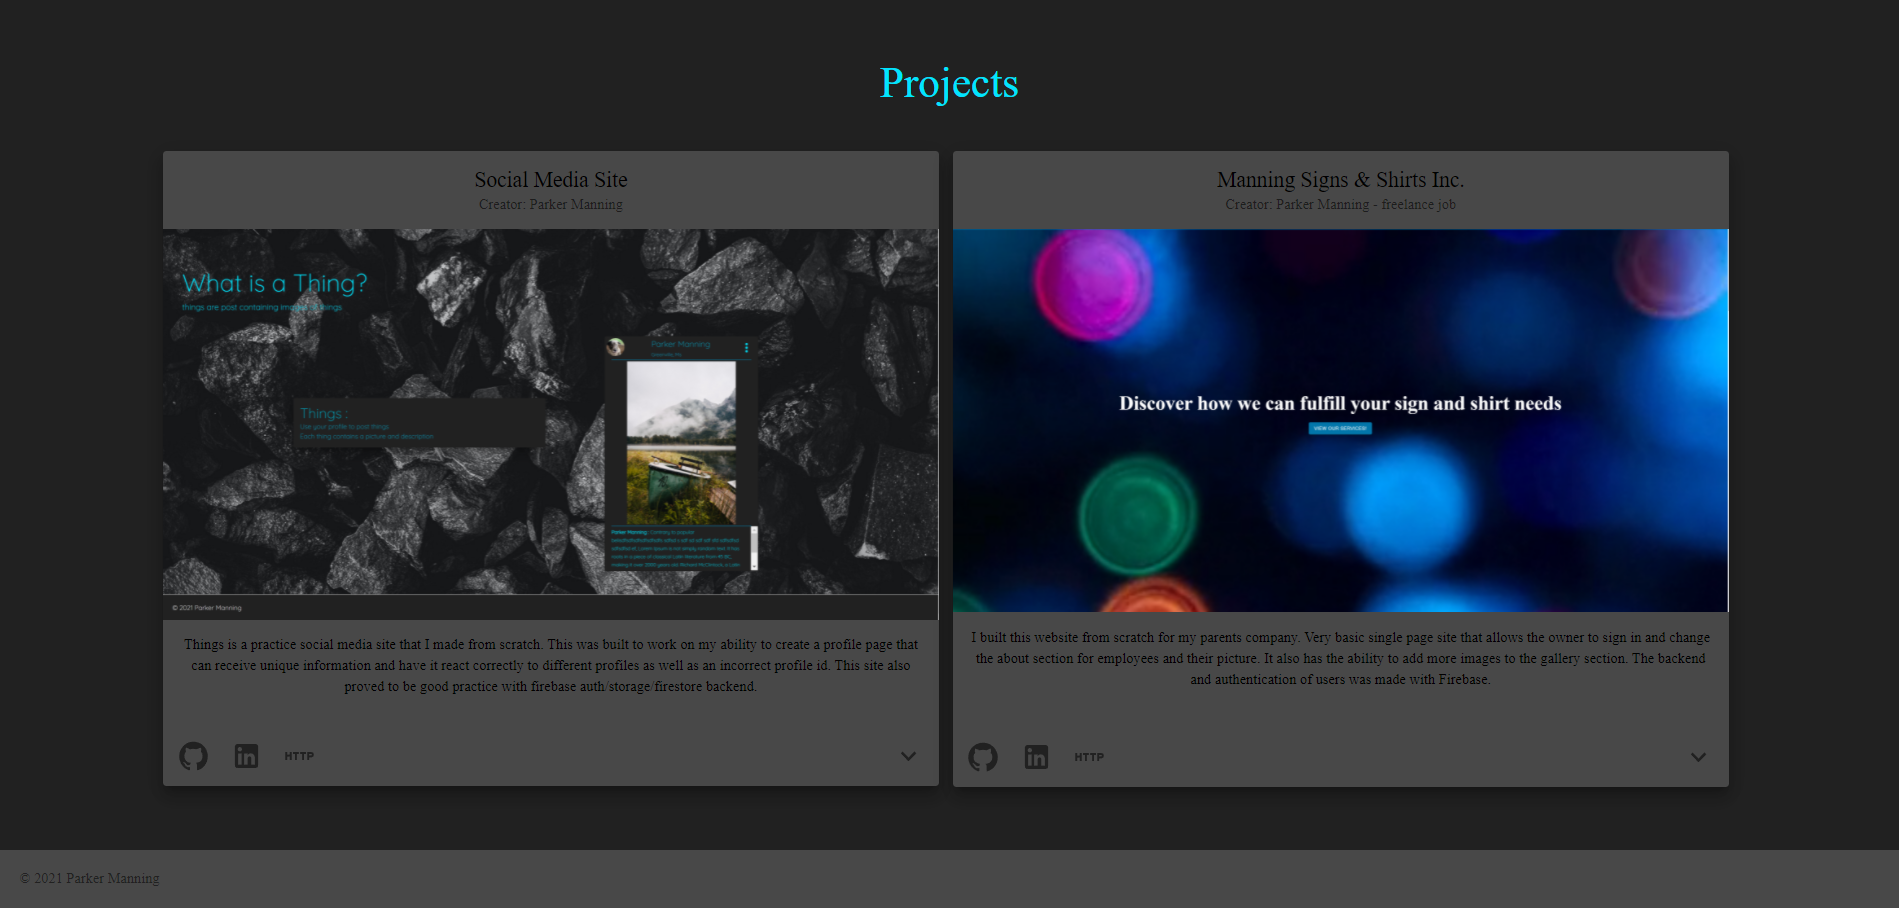 Projects
Social Media Site
Creator: Parker Manning
What is a Thing?
things are post containing
Things :
Use your profile to post things.
Each thing contains a picture and description
Parker Manning
Parker Manning:
© 2021 Parker Manning
Things is a practice social media site that I made from scratch. This was built to work on my ability to create a profile page that
can receive unique information and have it react correctly to different profiles as well as an incorrect profile id. This site also
proved to be good practice with firebase auth/storage/firestore backend.
HTTP
Manning Signs & Shirts Inc.
Creator: Parker Manning - freelance job
Discover how we can fulfill your sign and shirt needs
VIEW OUR SERVICES!
I built this website from scratch for my parents company. Very basic single page site that allows the owner to sign in and change
the about section for employees and their picture. It also has the ability to add more images to the gallery section. The backend
and authentication of users was made with Firebase.
HTTP
© 2021 Parker Manning